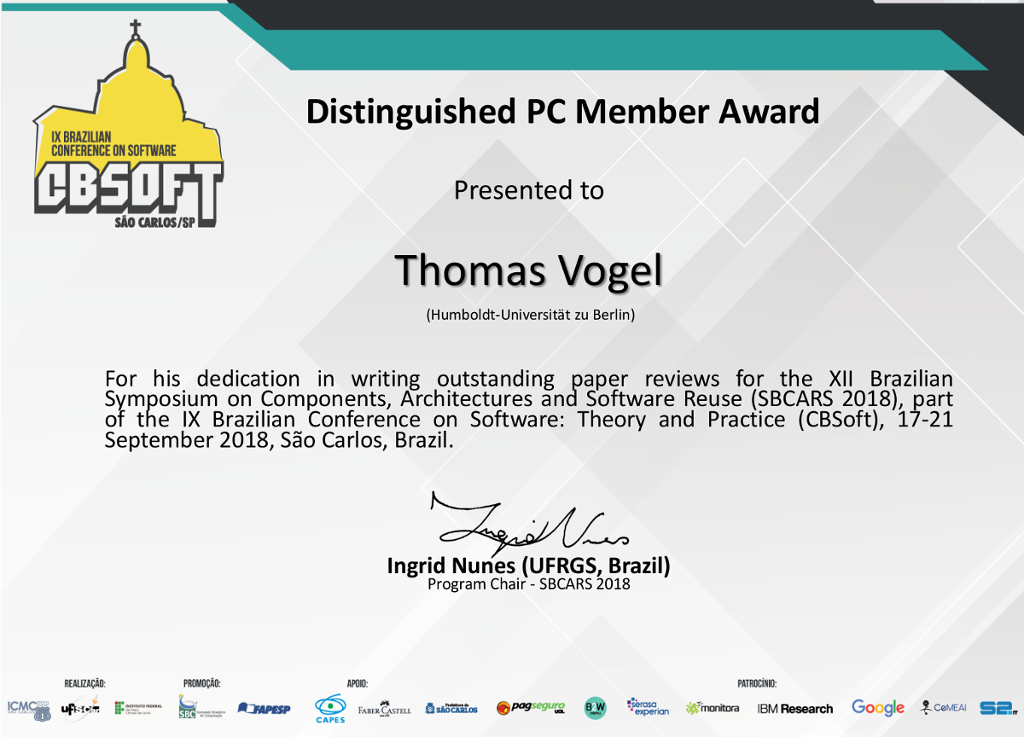 IX BRAZILIAN
CONFERENCE ON SOFTWARE
CBSOFT
SÃO CARLOS/SP
Distinguished PC Member Award
Presented to
Thomas Vogel
(Humboldt-Universität zu Berlin)
For his dedication in writing outstanding paper reviews for the XII Brazilian
Symposium on Components, Architectures and Software Reuse (SBCARS 2018), part
of the IX Brazilian Conference on Software: Theory and Practice (CBSoft), 17-21
September 2018, São Carlos, Brazil.
Ingrid Nunes
Ingrid Nunes (UFRGS, Brazil)
Program Chair - SBCARS 2018
REALIZAÇÃO: PROMOÇÃO: APOIO: PATROCÍNIO:
ICMC ufscar INSTITUTO FEDERAL SBC FAPESP CAPES FABER CASTELL Prefeitura de SÃO CARLOS pagseguro UOL B2W serasa experian monitora IBM Research Google CeMEAI S2IT